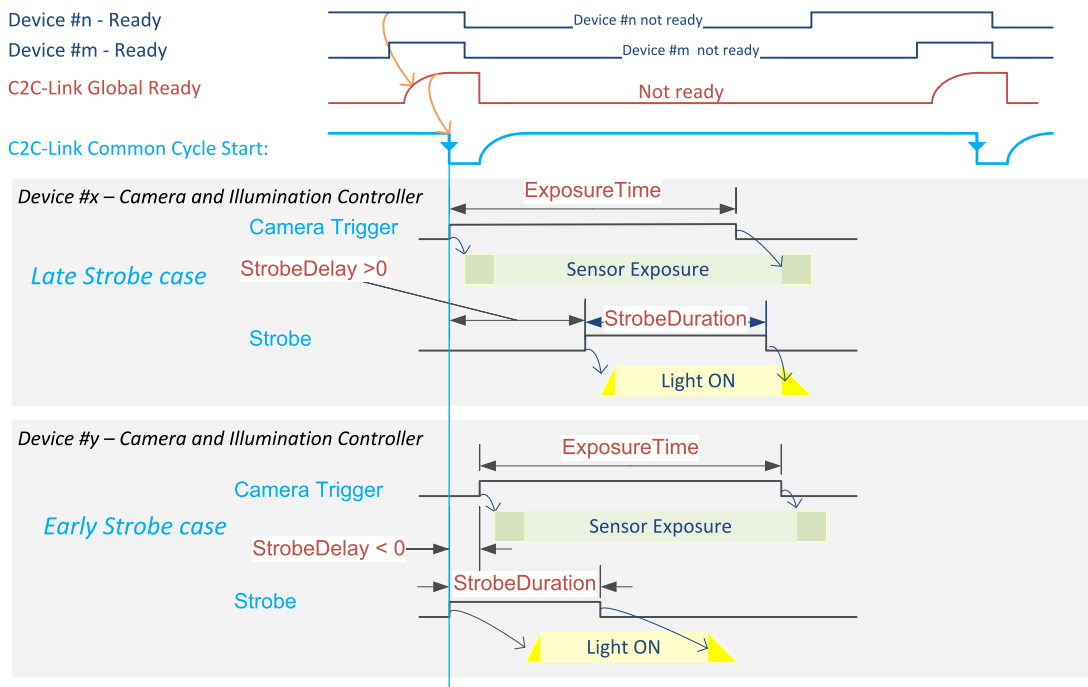 Device #n - Ready
Device #n not ready
Device #m - Ready
Device #m not ready
C2C-Link Global Ready
Not ready
C2C-Link Common Cycle Start:
Device #x – Camera and Illumination Controller
ExposureTime
Camera Trigger
Late Strobe case
StrobeDelay >0
Sensor Exposure
StrobeDuration
Strobe
Light ON
Device #y – Camera and Illumination Controller
ExposureTime
Camera Trigger
Early Strobe case
Sensor Exposure
StrobeDelay < 0
StrobeDuration
Strobe
Light ON